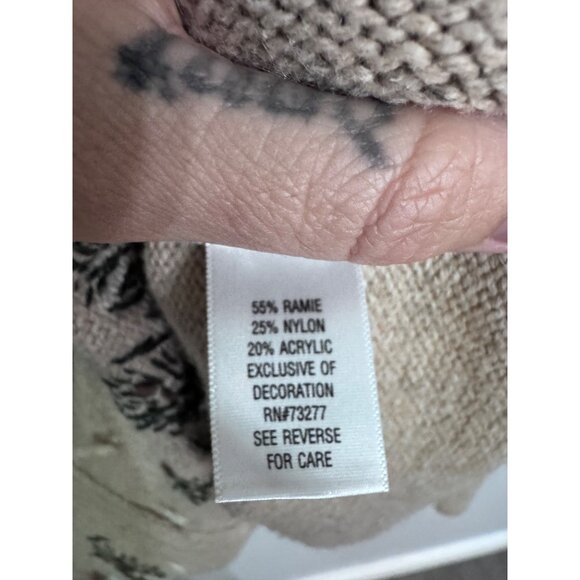 55% RAMIE
25% NYLON
20% ACRYLIC
EXCLUSIVE OF
DECORATION
RN#73277
SEE REVERSE
FOR CARE